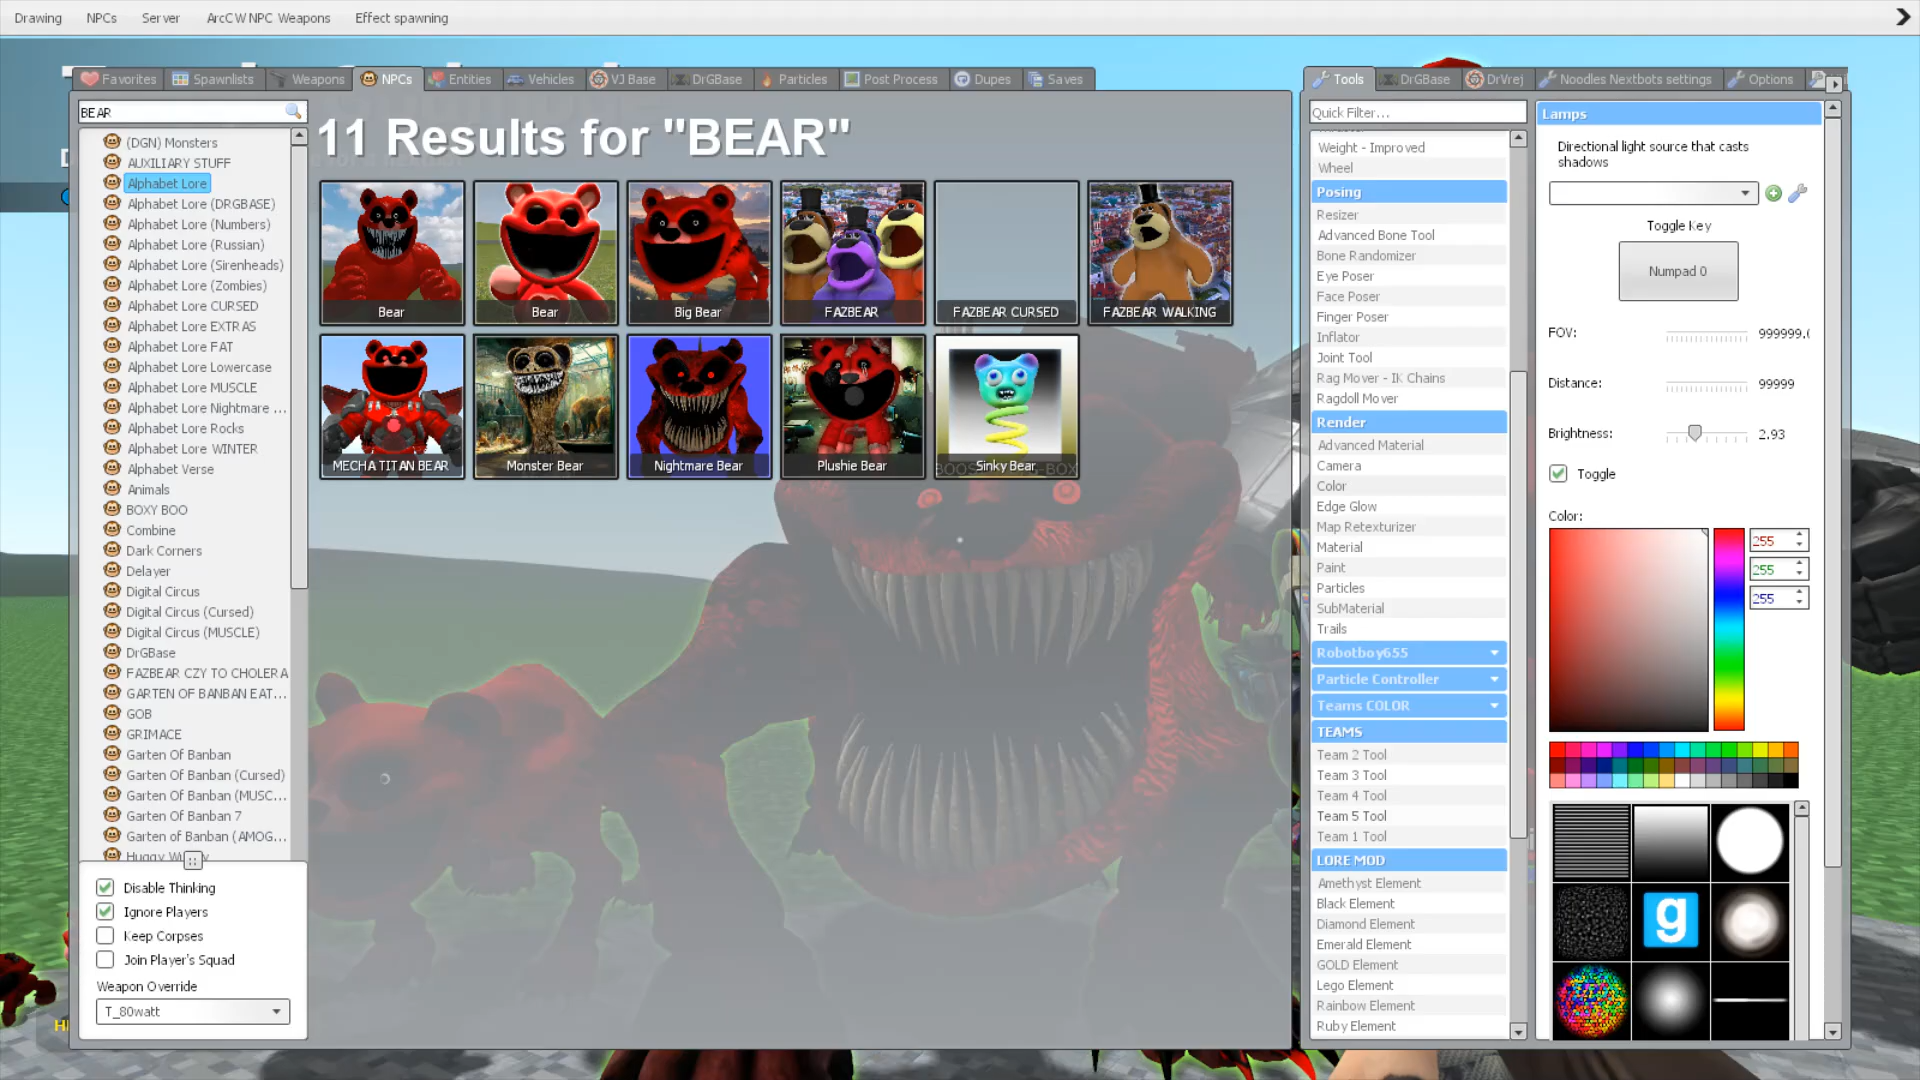 Drawing NPCs Server ArcCW NPC Weapons Effect spawning
Favorites Spawnlists Weapons NPCs Entities Vehicles VJ Base DrGBase Particles Post Process Dupes Saves
BEAR
(DGN) Monsters
AUXILIARY STUFF
Alphabet Lore
Alphabet Lore (DRGBASE)
Alphabet Lore (Numbers)
Alphabet Lore (Russian)
Alphabet Lore (Sirenheads)
Alphabet Lore (Zombies)
Alphabet Lore CURSED
Alphabet Lore EXTRAS
Alphabet Lore FAT
Alphabet Lore Lowercase
Alphabet Lore MUSCLE
Alphabet Lore Nightmare ...
Alphabet Lore Rocks
Alphabet Lore WINTER
Alphabet Verse
Animals
BOXY BOO
Combine
Dark Corners
Delayer
Digital Circus
Digital Circus (Cursed)
Digital Circus (MUSCLE)
DrGBase
FAZBEAR CZY TO CHOLERA
GARTEN OF BANBAN EAT...
GOB
GRIMACE
Garten Of Banban
Garten Of Banban (Cursed)
Garten Of Banban (MUSC...
Garten Of Banban 7
Garten of Banban (AMOG...
Disable Thinking
Ignore Players
Keep Corpses
Join Player's Squad
Weapon Override
T_80watt
11 Results for "BEAR"
Bear Bear Big Bear FAZBEAR FAZBEAR CURSED FAZBEAR WALKING
MECHA TITAN BEAR Monster Bear Nightmare Bear Plushie Bear Sinky Bear
Tools DrGBase DrVrej Noodles Nextbots settings Options
Quick Filter...
Weight - Improved
Wheel
Posing
Resizer
Advanced Bone Tool
Bone Randomizer
Eye Poser
Face Poser
Finger Poser
Inflator
Joint Tool
Rag Mover - IK Chains
Ragdoll Mover
Render
Advanced Material
Camera
Color
Edge Glow
Map Retexturizer
Material
Paint
Particles
SubMaterial
Trails
Robotboy655
Particle Controller
Teams COLOR
TEAMS
Team 2 Tool
Team 3 Tool
Team 4 Tool
Team 5 Tool
Team 1 Tool
LORE MOD
Amethyst Element
Black Element
Diamond Element
Emerald Element
GOLD Element
Lego Element
Rainbow Element
Ruby Element
Lamps
Directional light source that casts
shadows
Toggle Key
Numpad 0
FOV: 999999.
Distance: 99999
Brightness: 2.93
Toggle
Color:
255
255
255
g